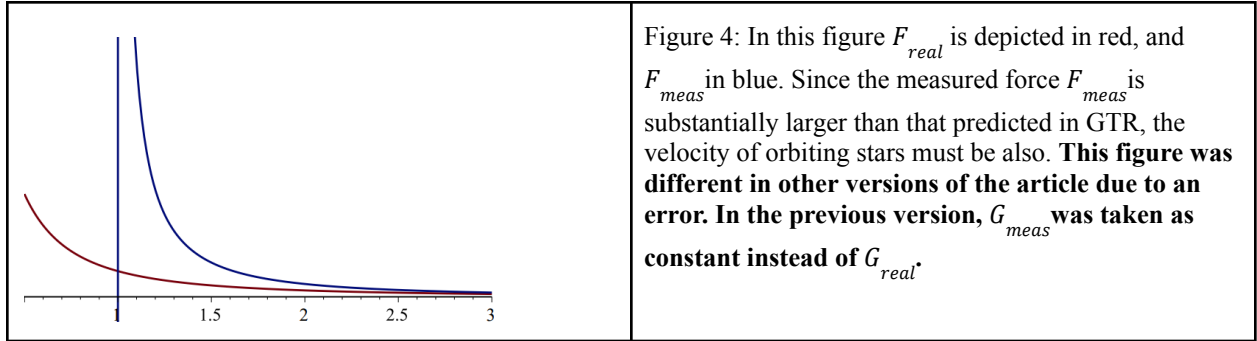 1 1.5 2 2.5 3
Figure 4: In this figure F_real is depicted in red, and
F_meas in blue. Since the measured force F_meas is
substantially larger than that predicted in GTR, the
velocity of orbiting stars must be also. This figure was
different in other versions of the article due to an
error. In the previous version, G_meas was taken as
constant instead of G_real.